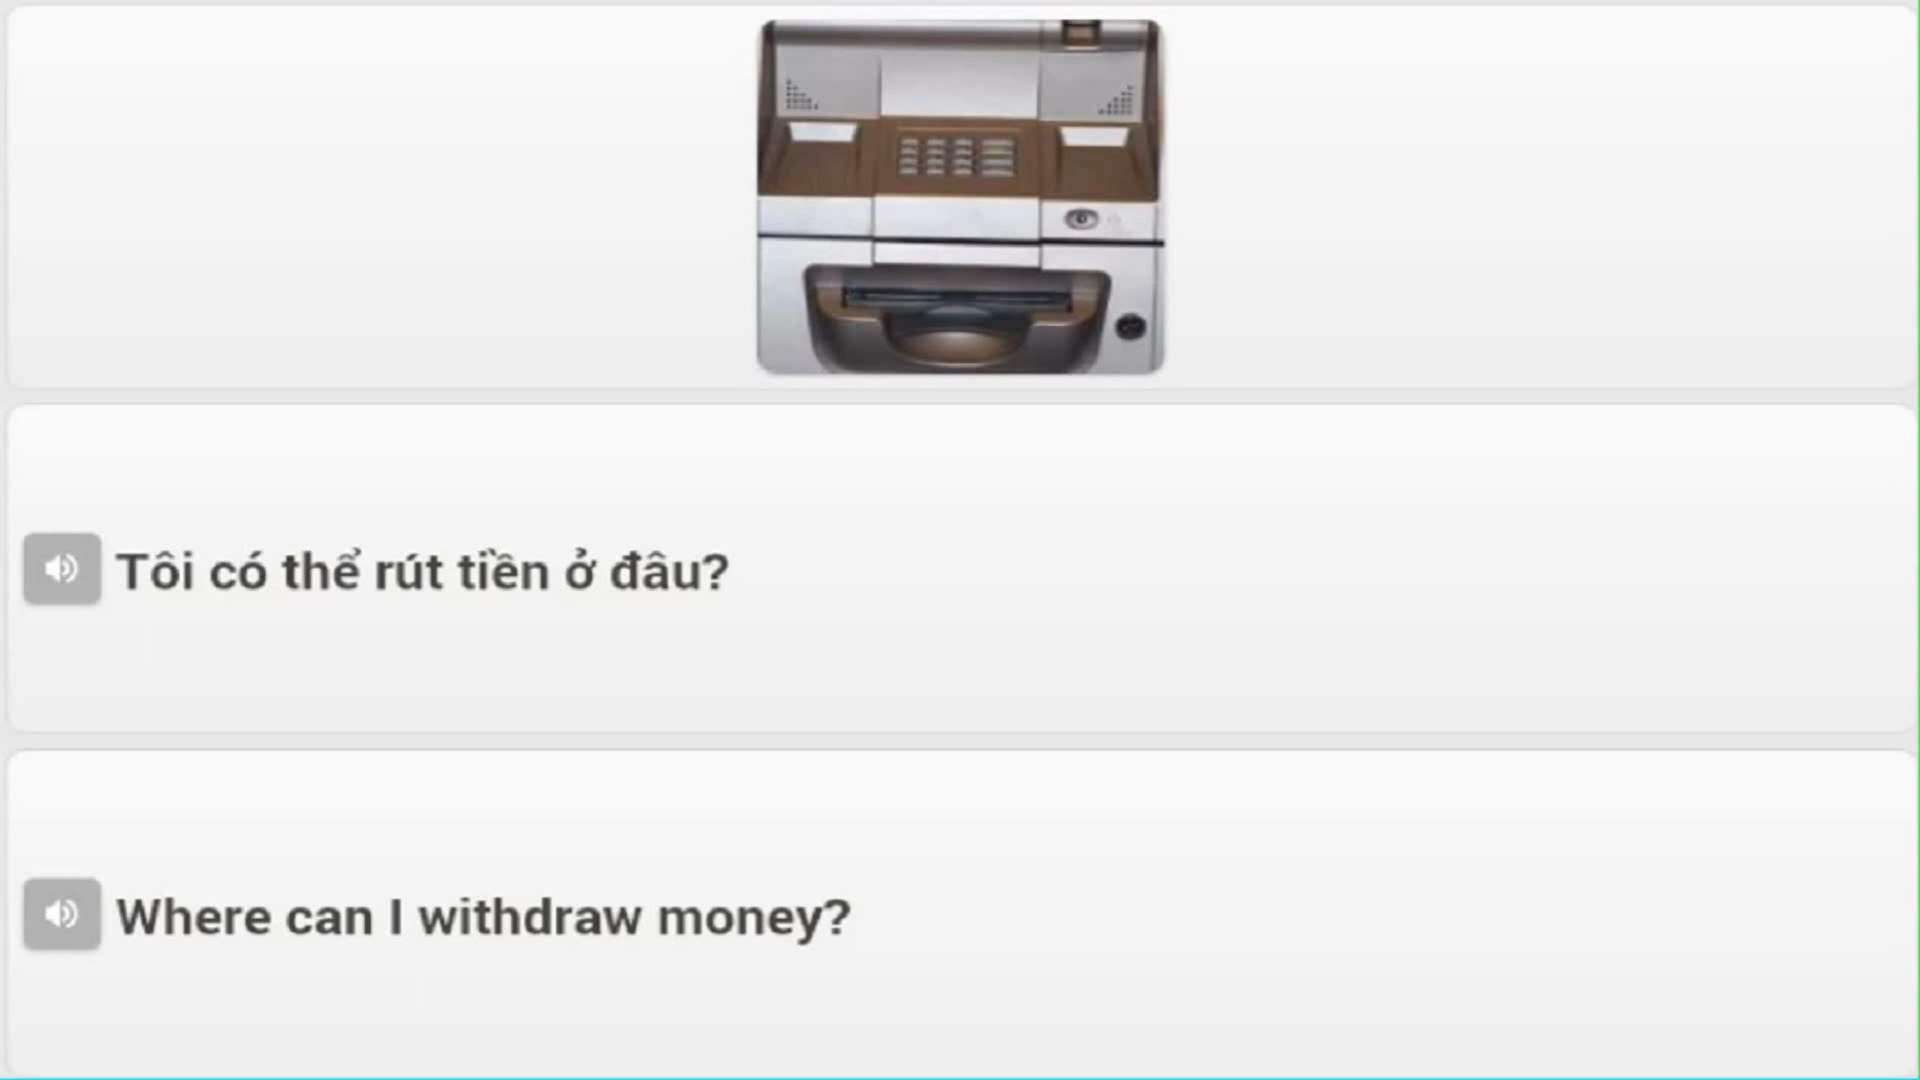 Tôi có thể rút tiền ở đâu?
Where can I withdraw money?